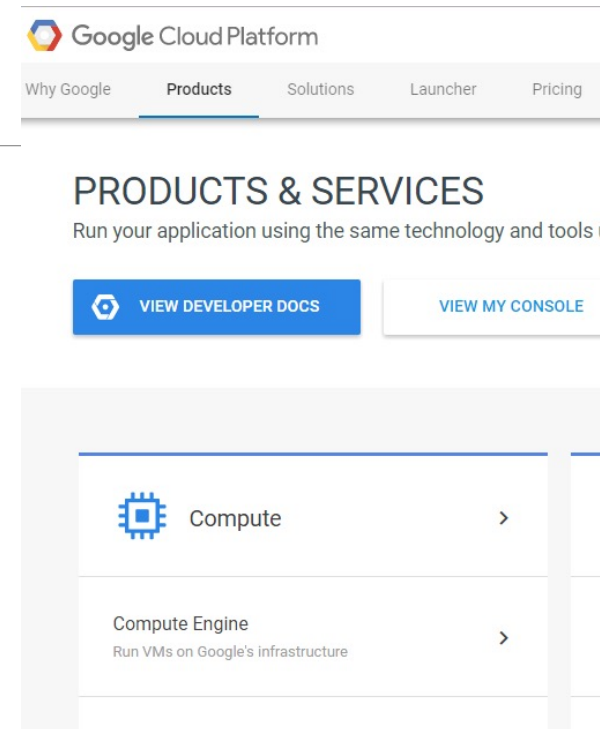 Google Cloud Platform
Why Google Products Solutions Launcher Pricing
PRODUCTS & SERVICES
Run your application using the same technology and tools
VIEW DEVELOPER DOCS VIEW MY CONSOLE
Compute
Compute Engine
Run VMs on Google's infrastructure